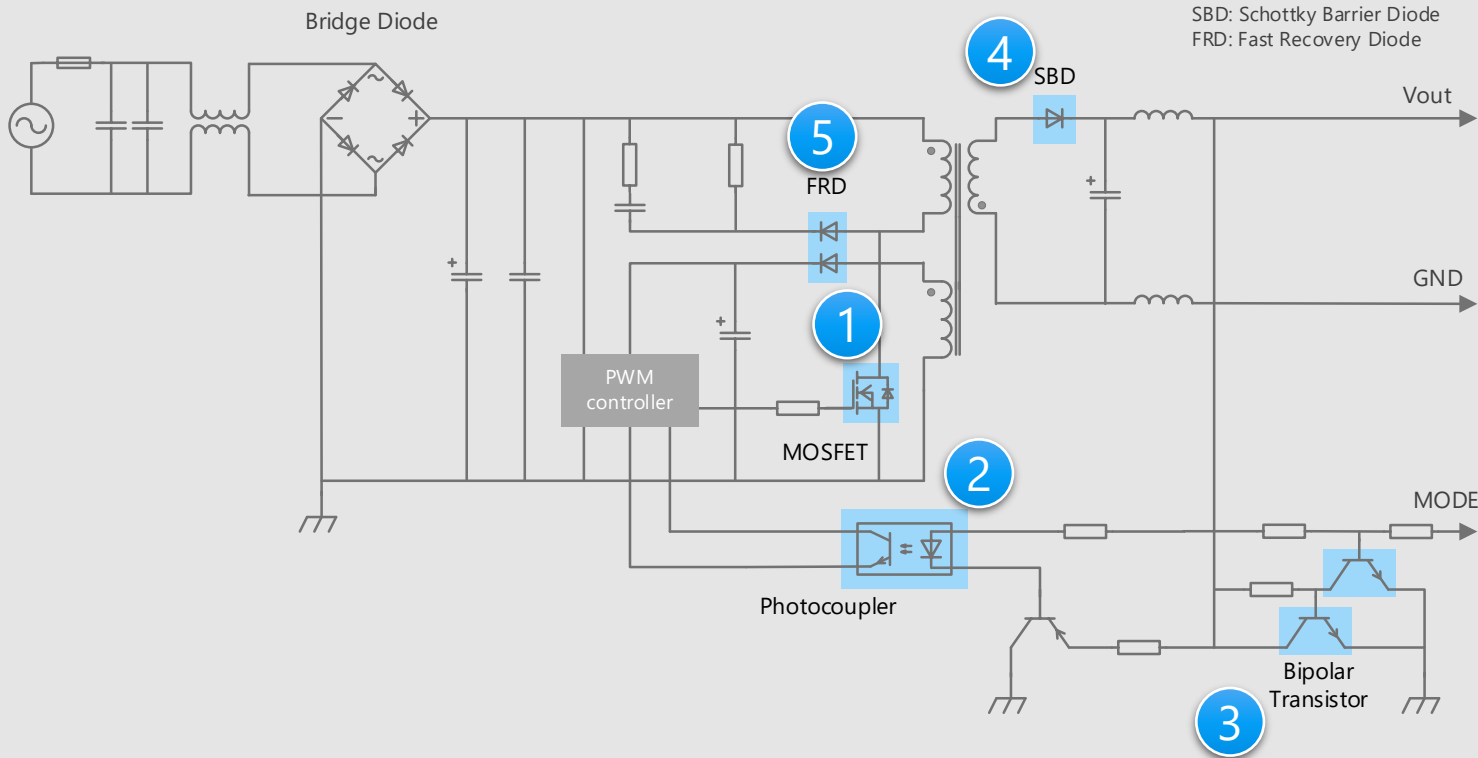 Bridge Diode
SBD: Schottky Barrier Diode
FRD: Fast Recovery Diode
4
SBD
Vout
5
FRD
GND
1
PWM
controller
MOSFET
2
MODE
Photocoupler
Bipolar
Transistor
3